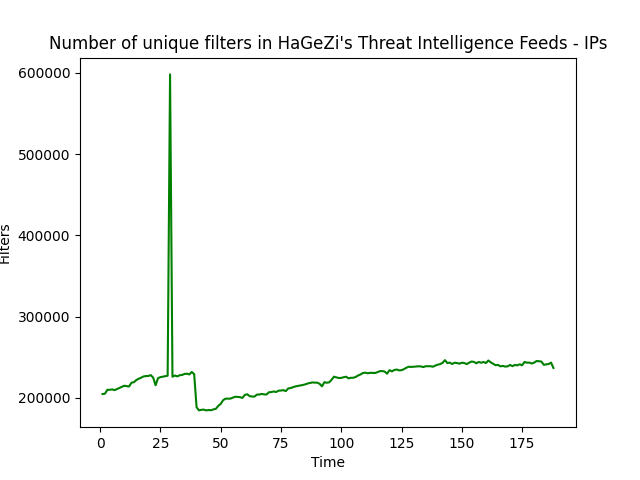 Number of unique filters in HaGeZi's Threat Intelligence Feeds - IPs
600000
500000
400000
300000
200000
Filters
0 25 50 75 100 125 150 175
Time